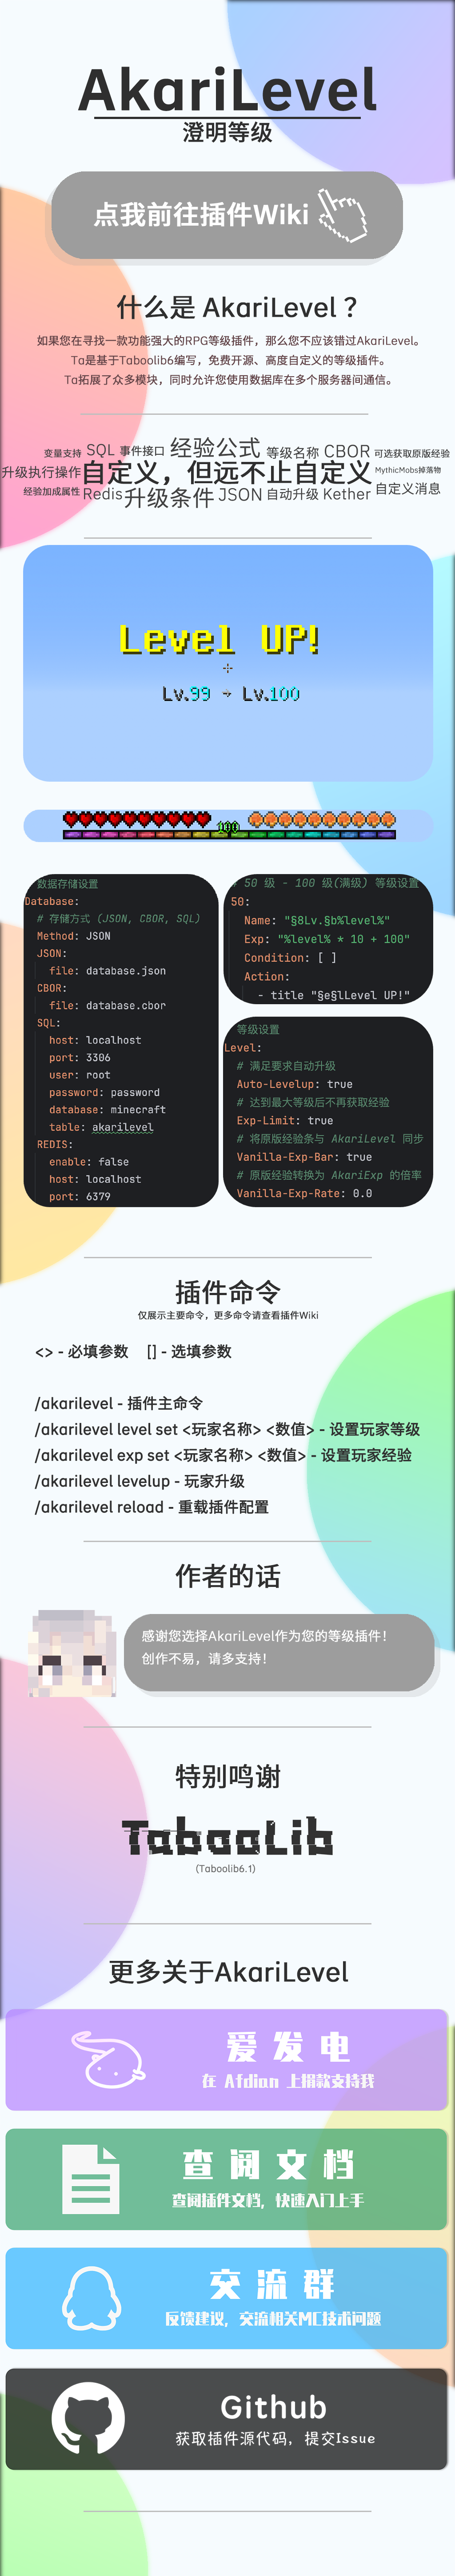 AkariLevel
澄明等级
点我前往插件Wiki
什么是 AkariLevel ?
如果您在寻找一款功能强大的RPG等级插件，那么您不应该错过AkariLevel。
Ta是基于Taboolib6编写，免费开源、高度自定义的等级插件。
Ta拓展了众多模块，同时允许您使用数据库在多个服务器间通信。
变量支持 SQL 事件接口 经验公式 等级名称 CBOR 可选获取原版经验
升级执行操作 自定义，但远不止自定义 MythicMobs掉落物
经验加成属性 Redis 升级条件 JSON 自动升级 Kether 自定义消息
Level UP!
Lv.99 → Lv.100
100
数据存储设置
Database:
# 存储方式 (JSON, CBOR, SQL)
Method: JSON
JSON:
file: database.json
CBOR:
file: database.cbor
SQL:
host: localhost
port: 3306
user: root
password: password
database: minecraft
table: akarilevel
REDIS:
enable: false
host: localhost
port: 6379
# 50 级 - 100 级(满级) 等级设置
50:
Name: "§8Lv.§b%level%"
Exp: "%level% * 10 + 100"
Condition: [ ]
Action:
- title "§e§lLevel UP!"
等级设置
Level:
# 满足要求自动升级
Auto-Levelup: true
# 达到最大等级后不再获取经验
Exp-Limit: true
# 将原版经验条与 AkariLevel 同步
Vanilla-Exp-Bar: true
# 原版经验转换为 AkariExp 的倍率
Vanilla-Exp-Rate: 0.0
插件命令
仅展示主要命令，更多命令请查看插件Wiki
<> - 必填参数 [] - 选填参数
/akarilevel - 插件主命令
/akarilevel level set <玩家名称> <数值> - 设置玩家等级
/akarilevel exp set <玩家名称> <数值> - 设置玩家经验
/akarilevel levelup - 玩家升级
/akarilevel reload - 重载插件配置
作者的话
感谢您选择AkariLevel作为您的等级插件！
创作不易，请多支持！
特别鸣谢
TabooLib
(Taboolib6.1)
更多关于AkariLevel
爱发电
在 Afdian 上捐款支持我
查阅文档
查阅插件文档，快速入门上手
交流群
反馈建议，交流相关MC技术问题
Github
获取插件源代码，提交Issue